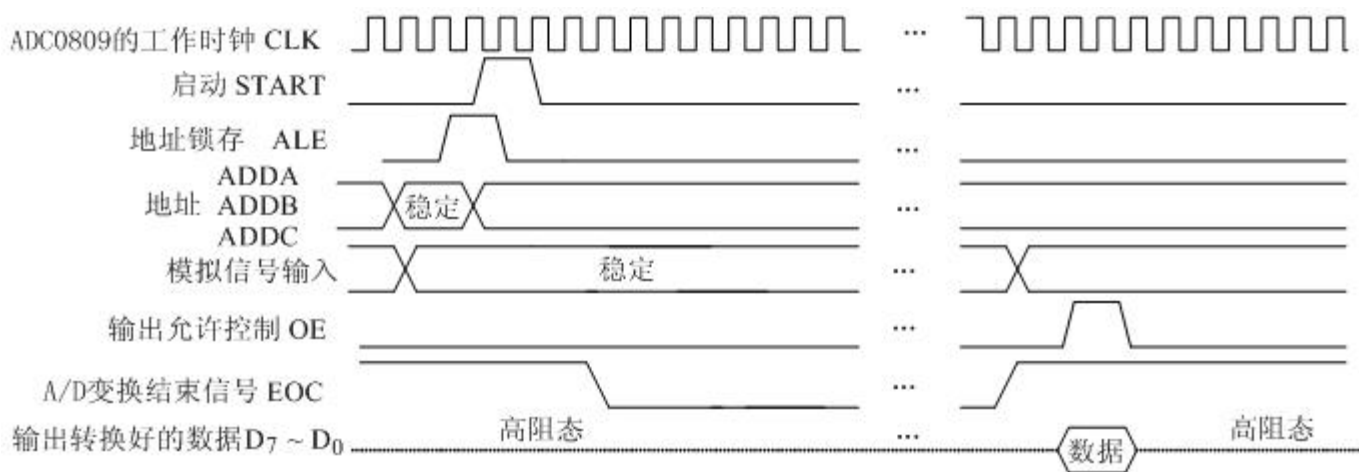 ADC0809的工作时钟 CLK ...
启动 START ...
地址锁存 ALE ...
ADDA
地址 ADDB 稳定 ...
ADDC
模拟信号输入 稳定 ...
输出允许控制 OE ...
A/D变换结束信号 EOC ...
输出转换好的数据D7 ~ D0 高阻态 ... 数据 高阻态